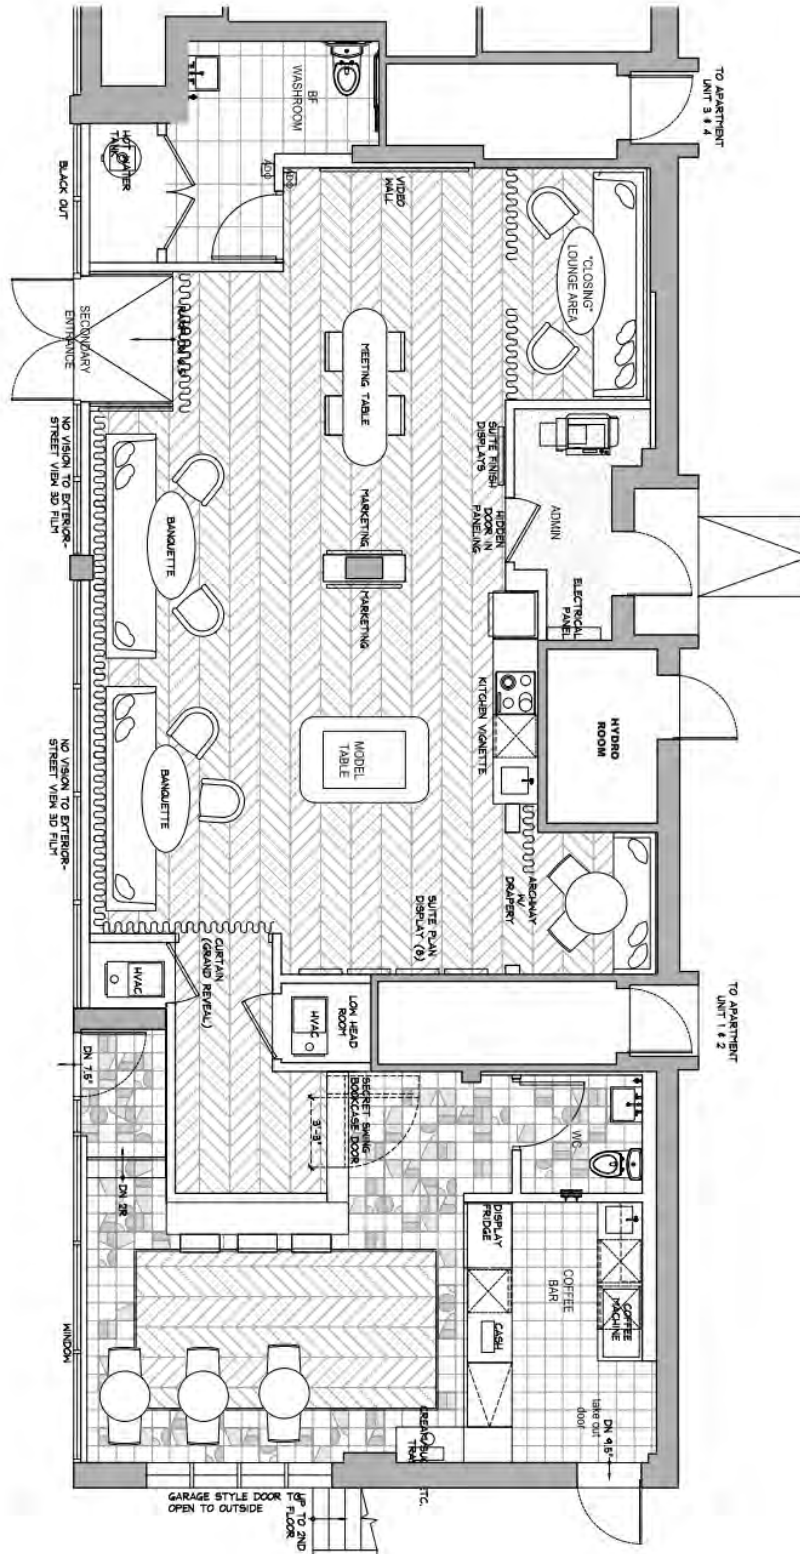 TO APARTMENT
UNIT 3 & 4
BF
WASHROOM
HOT WATER
TANK
ADO
ADO
BLACK OUT
VIDEO
WALL
"CLOSING"
LOUNGE AREA
SECONDARY
ENTRANCE
MEETING TABLE
SUITE FINISH
DISPLAYS
NO VISION TO EXTERIOR-
STREET VIEW 3D FILM
BANQUETTE
MARKETING
MARKETING
HIDDEN
DOOR IN
PANELING
ADMIN
ELECTRICAL
PANEL
KITCHEN VIGNETTE
HYDRO
ROOM
NO VISION TO EXTERIOR-
STREET VIEW 3D FILM
BANQUETTE
MODEL
TABLE
ARCHWAY
W/
DRAPERY
SUITE PLAN
DISPLAY (8)
CURTAIN
(GRAND REVEAL)
HVAC
HVAC
LOW HEAD
ROOM
TO APARTMENT
UNIT 1 & 2
DN 7.5"
SECRET SWING
BOOKCASE DOOR
3'-3"
WC
DN 2R
DISPLAY
FRIDGE
COFFEE
BAR
COFFEE
MACHINE
CASH
WINDOW
take out
door
DN 9.5"
GARAGE STYLE DOOR TO
OPEN TO OUTSIDE
UP TO 2ND
FLOOR